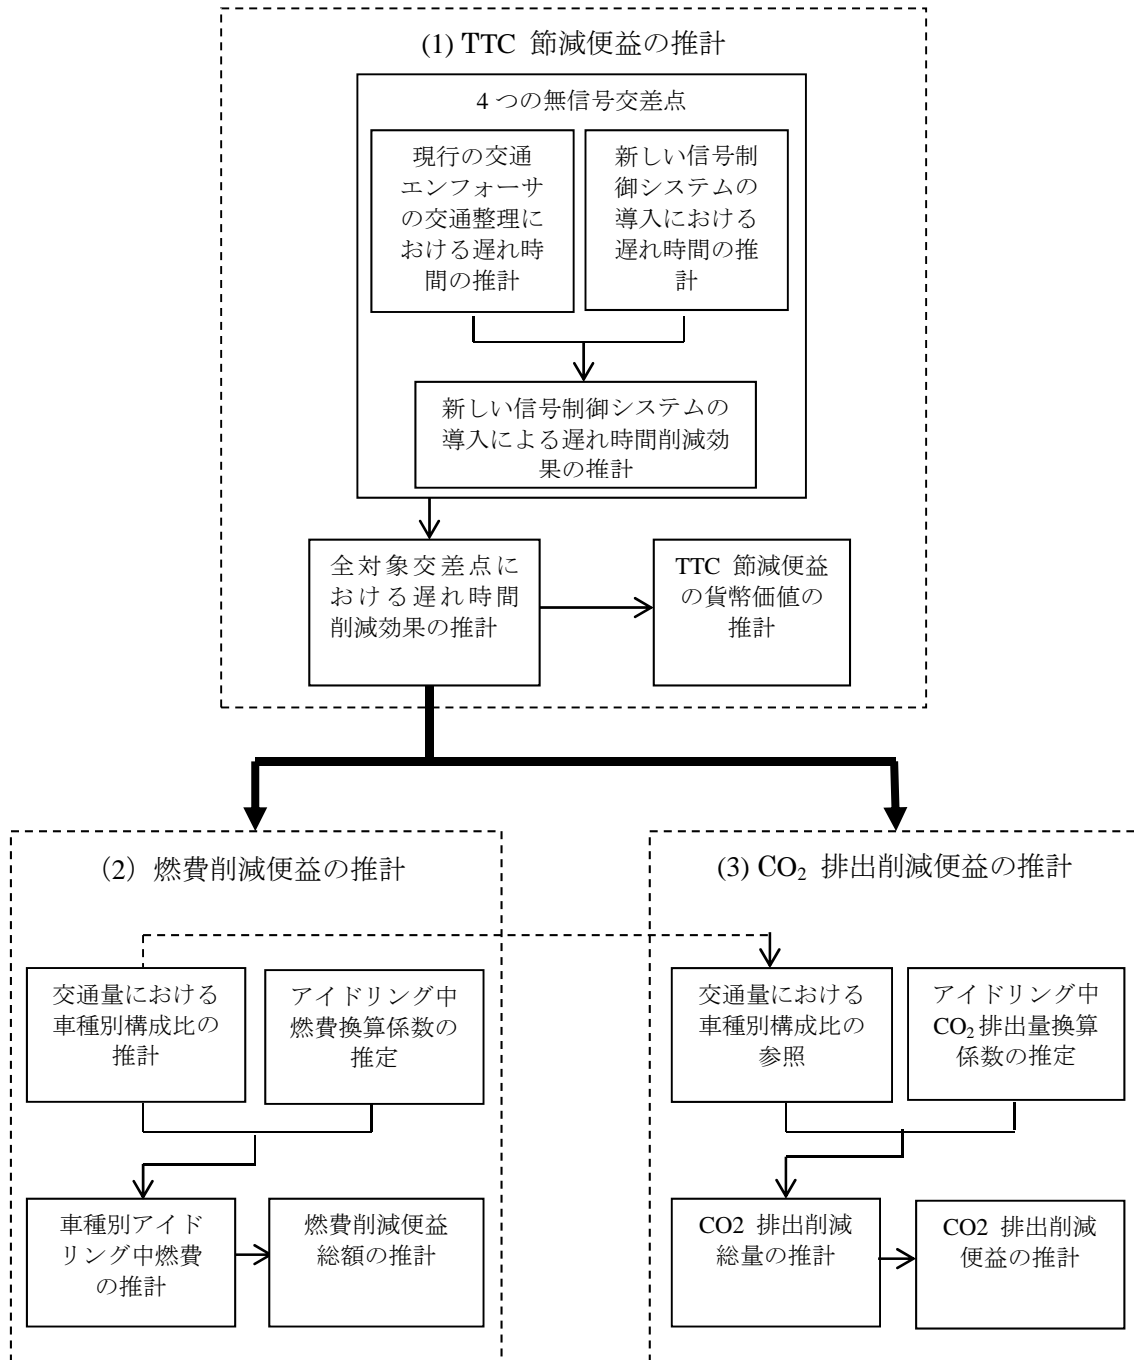 (1) TTC 節減便益の推計
4 つの無信号交差点
現行の交通
エンフォーサ
の交通整理に
おける遅れ時
間の推計
新しい信号制
御システムの
導入における
遅れ時間の推
計
新しい信号制御システムの
導入による遅れ時間削減効
果の推計
全対象交差点に
おける遅れ時間
削減効果の推計
TTC 節減便益
の貨幣価値の
推計
（2）燃費削減便益の推計
交通量における
車種別構成比の
推計
アイドリング中
燃費換算係数の
推定
車種別アイド
リング中燃費
の推計
燃費削減便益
総額の推計
(3) CO₂ 排出削減便益の推計
交通量における
車種別構成比の
参照
アイドリング中
CO₂排出量換算
係数の推定
CO2 排出削減
総量の推計
CO2 排出削減
便益の推計